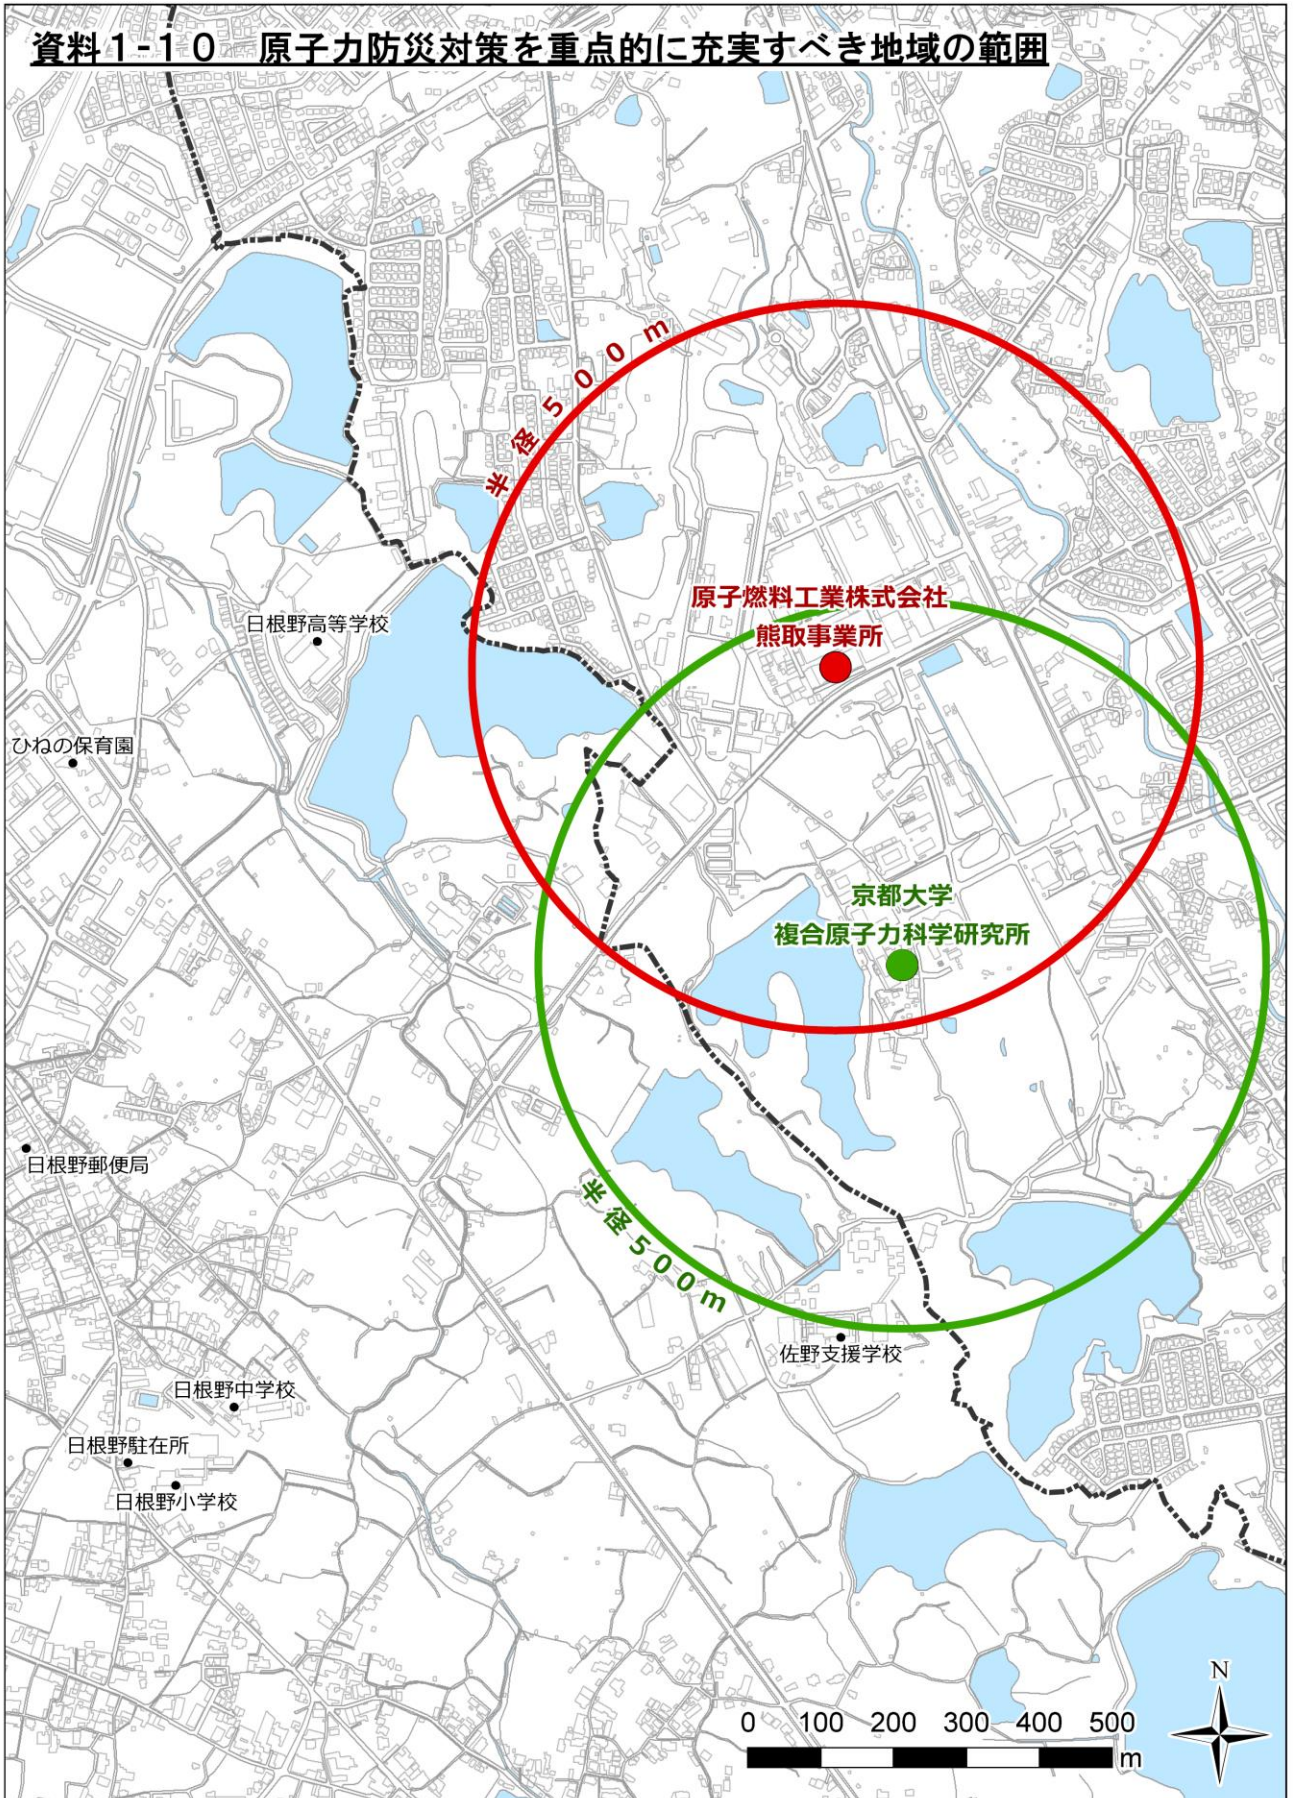 資料１-１０　原子力防災対策を重点的に充実すべき地域の範囲
半径５００ｍ
原子燃料工業株式会社
熊取事業所
日根野高等学校
ひねの保育園
京都大学
複合原子力科学研究所
日根野郵便局
半径５００ｍ
佐野支援学校
日根野中学校
日根野駐在所
日根野小学校
N
0 100 200 300 400 500
m